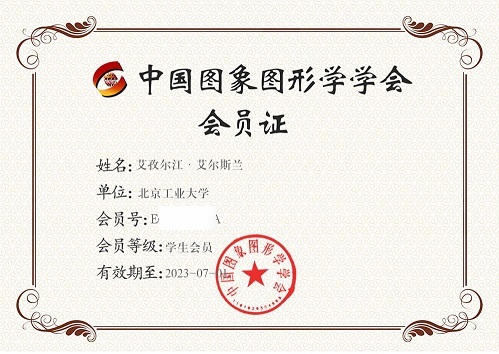 中国图象图形学学会
会员证
姓名: 艾孜尔江·艾尔斯兰
单位: 北京工业大学
会员号: E A
会员等级: 学生会员
有效期至: 2023-07-
中国图象图形学学会